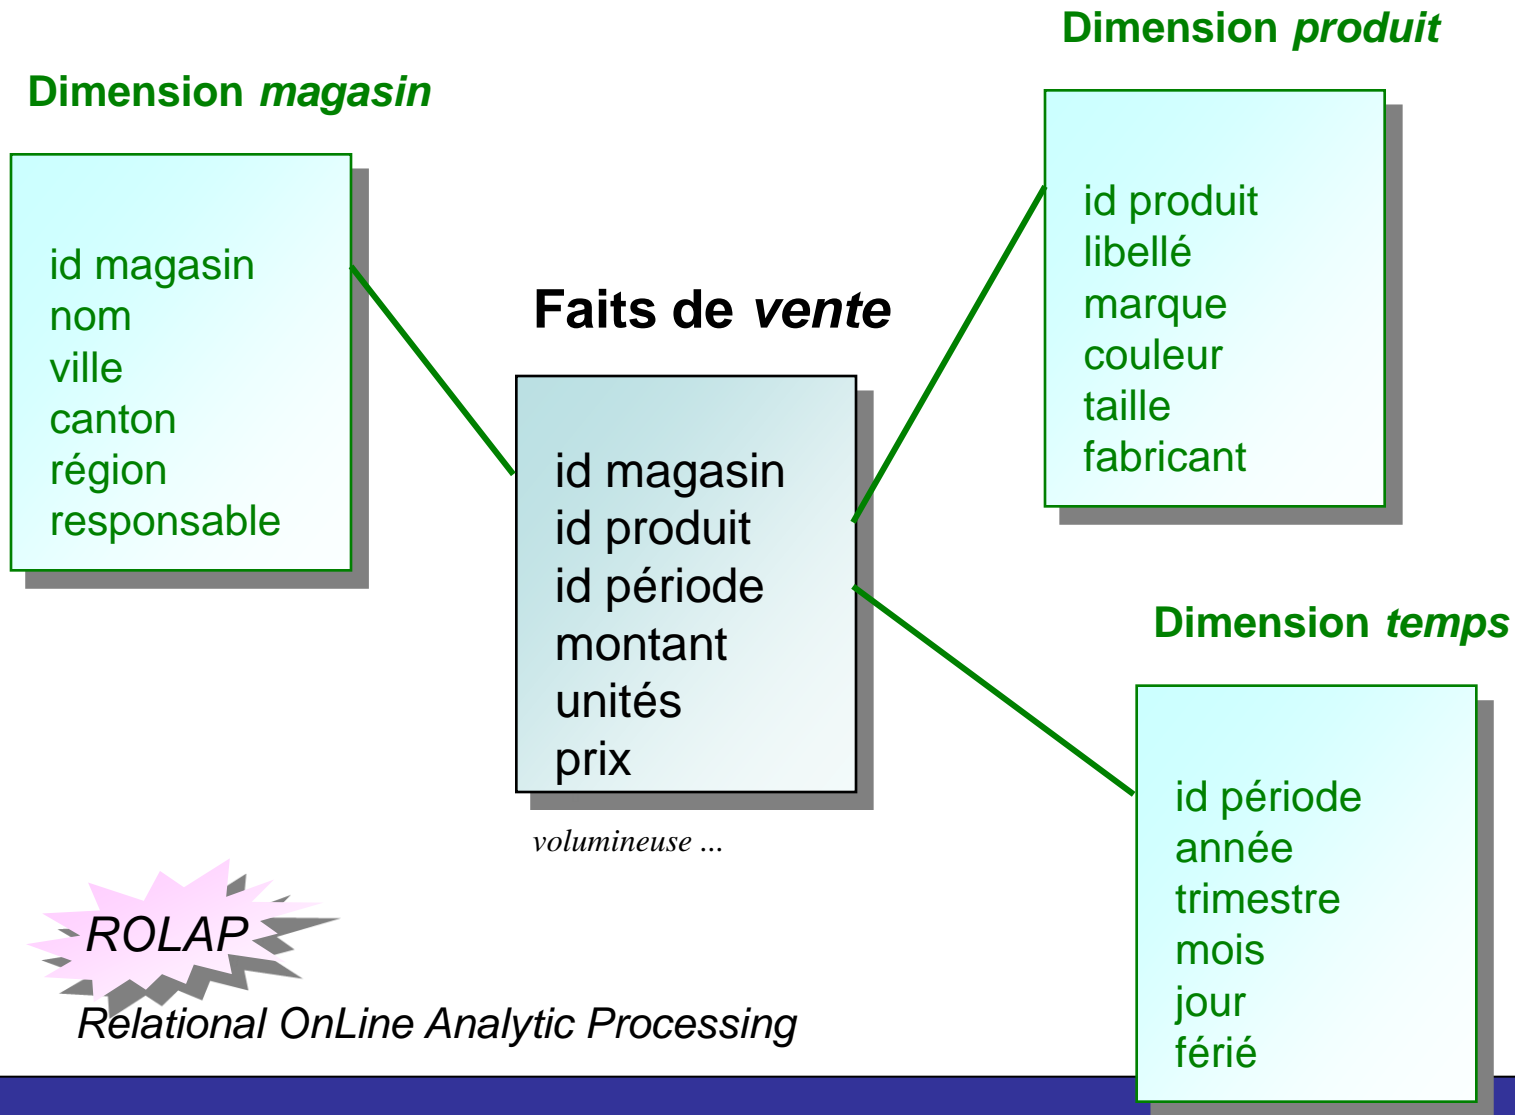 Dimension produit
Dimension magasin
id magasin
nom
ville
canton
région
responsable
Faits de vente
id magasin
id produit
id période
montant
unités
prix
volumineuse ...
id produit
libellé
marque
couleur
taille
fabricant
Dimension temps
id période
année
trimestre
mois
jour
férié
ROLAP
Relational OnLine Analytic Processing